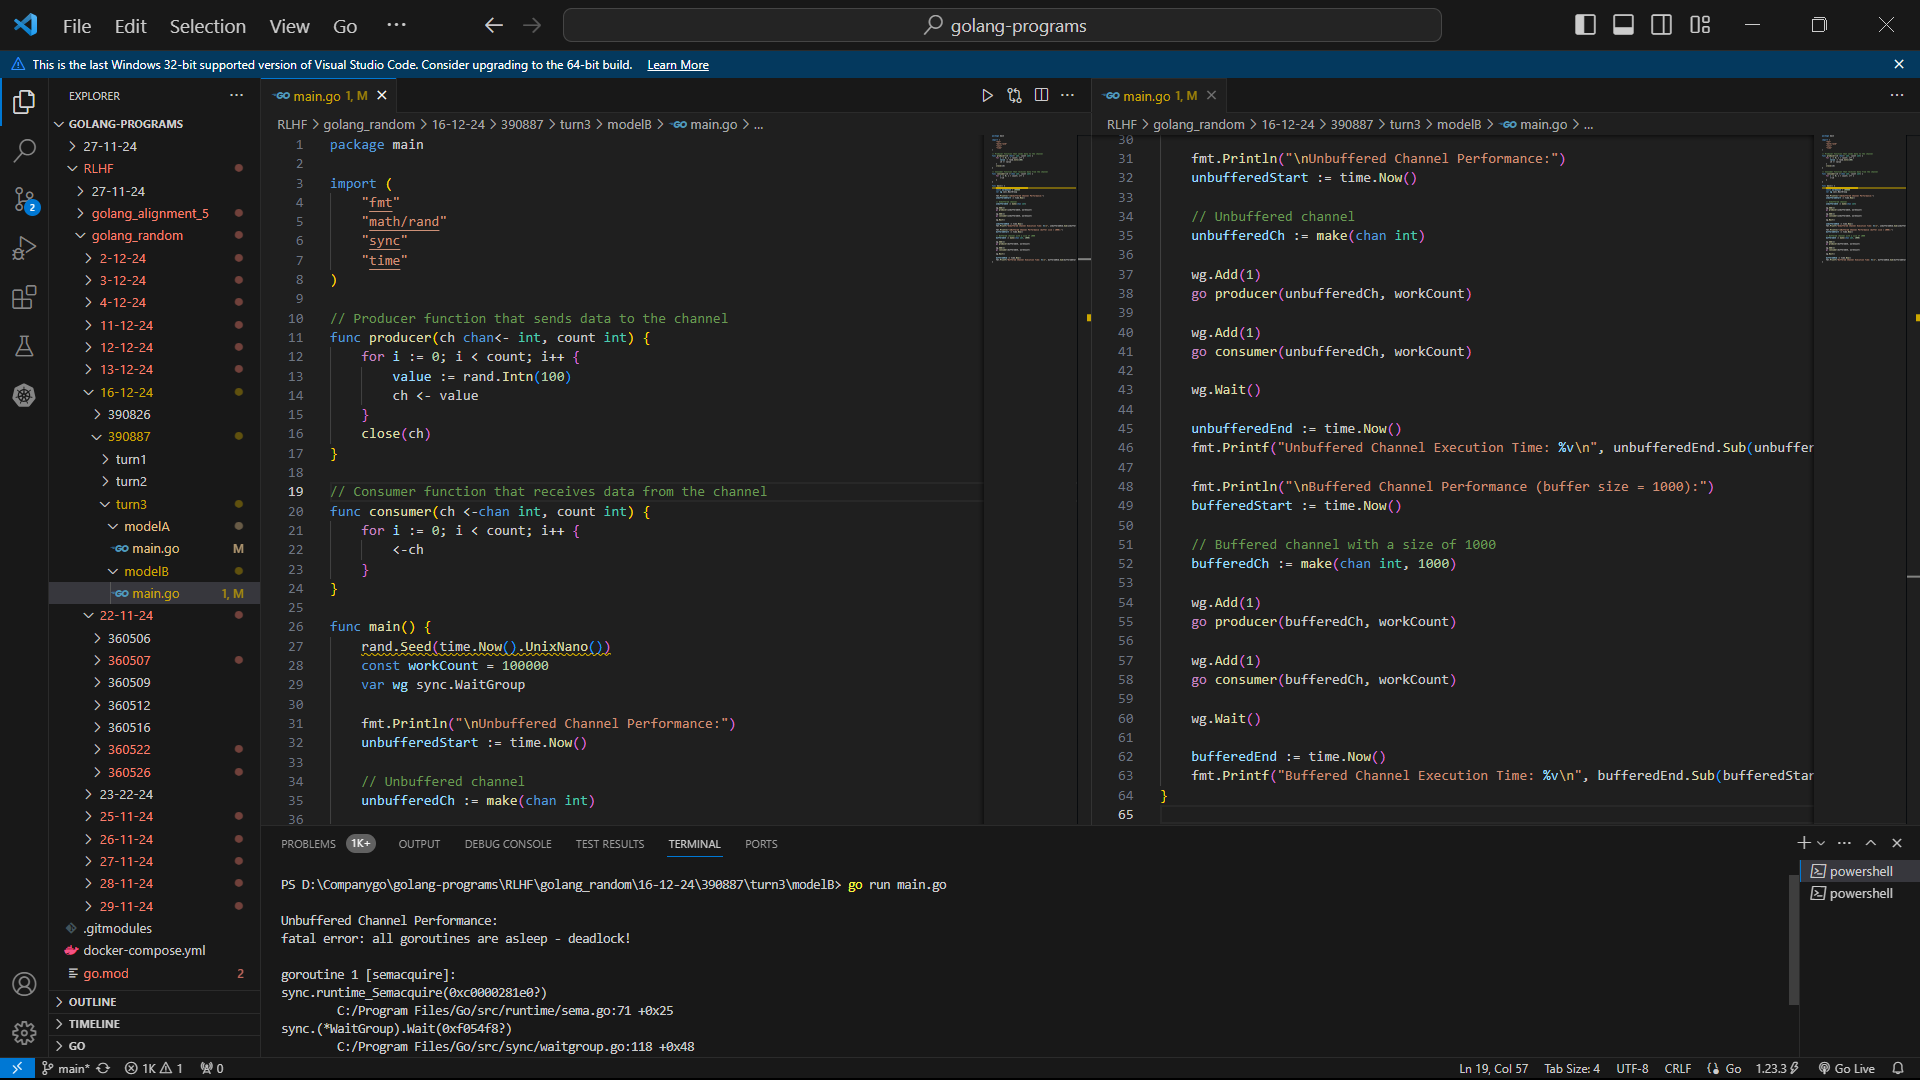 File Edit Selection View Go ···
golang-programs
This is the last Windows 32-bit supported version of Visual Studio Code. Consider upgrading to the 64-bit build. Learn More
EXPLORER
GOLANG-PROGRAMS
27-11-24
RLHF
27-11-24
golang_alignment_5
golang_random
2-12-24
3-12-24
4-12-24
11-12-24
12-12-24
13-12-24
16-12-24
390826
390887
turn1
turn2
turn3
modelA
main.go M
modelB
main.go 1, M
22-11-24
360506
360507
360509
360512
360516
360522
360526
23-22-24
25-11-24
26-11-24
27-11-24
28-11-24
29-11-24
.gitmodules
docker-compose.yml
go.mod 2
OUTLINE
TIMELINE
GO
2
main.go 1, M
RLHF > golang_random > 16-12-24 > 390887 > turn3 > modelB > main.go > ...
1 package main
2
3 import (
4 "fmt"
5 "math/rand"
6 "sync"
7 "time"
8 )
9
10 // Producer function that sends data to the channel
11 func producer(ch chan<- int, count int) {
12 for i := 0; i < count; i++ {
13 value := rand.Intn(100)
14 ch <- value
15 }
16 close(ch)
17 }
18
19 // Consumer function that receives data from the channel
20 func consumer(ch <-chan int, count int) {
21 for i := 0; i < count; i++ {
22 <-ch
23 }
24 }
25
26 func main() {
27 rand.Seed(time.Now().UnixNano())
28 const workCount = 100000
29 var wg sync.WaitGroup
30
31 fmt.Println("\nUnbuffered Channel Performance:")
32 unbufferedStart := time.Now()
33
34 // Unbuffered channel
35 unbufferedCh := make(chan int)
36
main.go 1, M
RLHF > golang_random > 16-12-24 > 390887 > turn3 > modelB > main.go > ...
30
31 fmt.Println("\nUnbuffered Channel Performance:")
32 unbufferedStart := time.Now()
33
34 // Unbuffered channel
35 unbufferedCh := make(chan int)
36
37 wg.Add(1)
38 go producer(unbufferedCh, workCount)
39
40 wg.Add(1)
41 go consumer(unbufferedCh, workCount)
42
43 wg.Wait()
44
45 unbufferedEnd := time.Now()
46 fmt.Printf("Unbuffered Channel Execution Time: %v\n", unbufferedEnd.Sub(unbuffer
47
48 fmt.Println("\nBuffered Channel Performance (buffer size = 1000):")
49 bufferedStart := time.Now()
50
51 // Buffered channel with a size of 1000
52 bufferedCh := make(chan int, 1000)
53
54 wg.Add(1)
55 go producer(bufferedCh, workCount)
56
57 wg.Add(1)
58 go consumer(bufferedCh, workCount)
59
60 wg.Wait()
61
62 bufferedEnd := time.Now()
63 fmt.Printf("Buffered Channel Execution Time: %v\n", bufferedEnd.Sub(bufferedStar
64 }
65
PROBLEMS 1K+ OUTPUT DEBUG CONSOLE TEST RESULTS TERMINAL PORTS
PS D:\Companygo\golang-programs\RLHF\golang_random\16-12-24\390887\turn3\modelB> go run main.go
Unbuffered Channel Performance:
fatal error: all goroutines are asleep - deadlock!
goroutine 1 [semacquire]:
sync.runtime_Semacquire(0xc0000281e0?)
C:/Program Files/Go/src/runtime/sema.go:71 +0x25
sync.(*WaitGroup).Wait(0xf054f8?)
C:/Program Files/Go/src/sync/waitgroup.go:118 +0x48
powershell
powershell
main* 1K 1 0 Ln 19, Col 57 Tab Size: 4 UTF-8 CRLF Go 1.23.3 Go Live